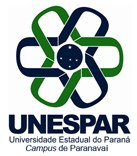 UNESPAR
Universidade Estadual do Paraná
Campus de Paranavaí